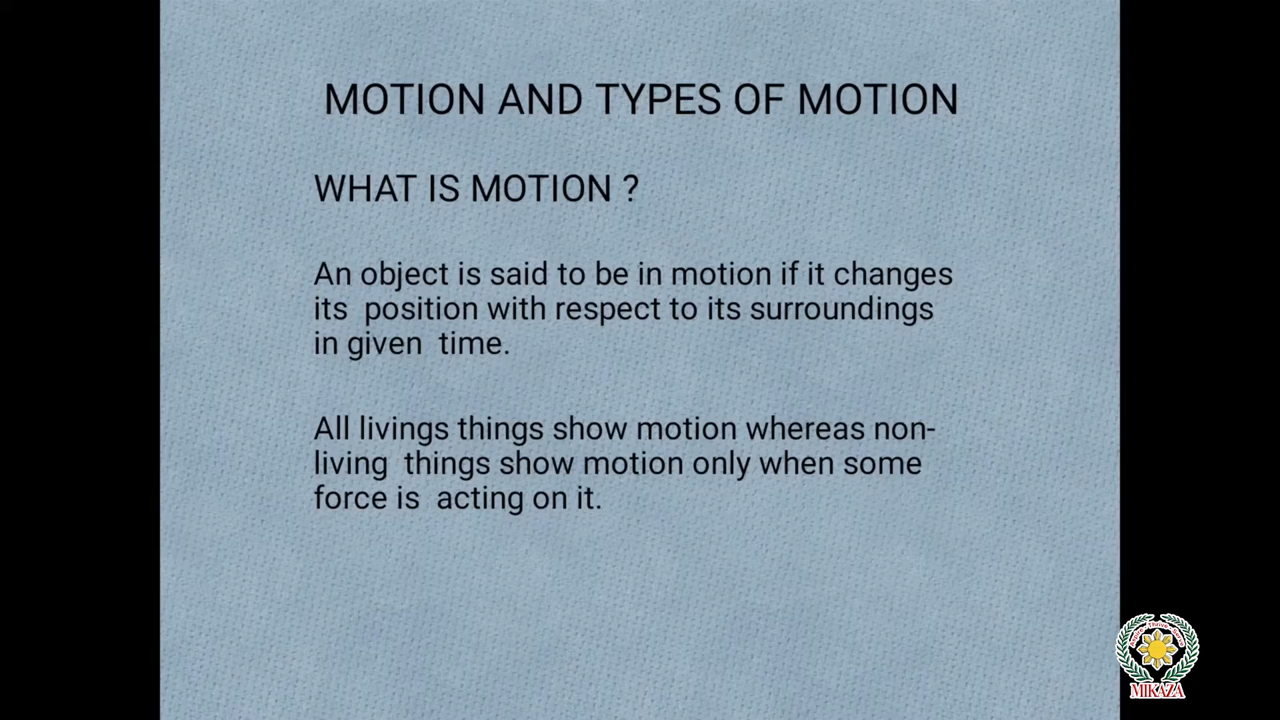 MOTION AND TYPES OF MOTION
WHAT IS MOTION ?
An object is said to be in motion if it changes
its position with respect to its surroundings
in given time.
All livings things show motion whereas non-
living things show motion only when some
force is acting on it.
MIKAZA